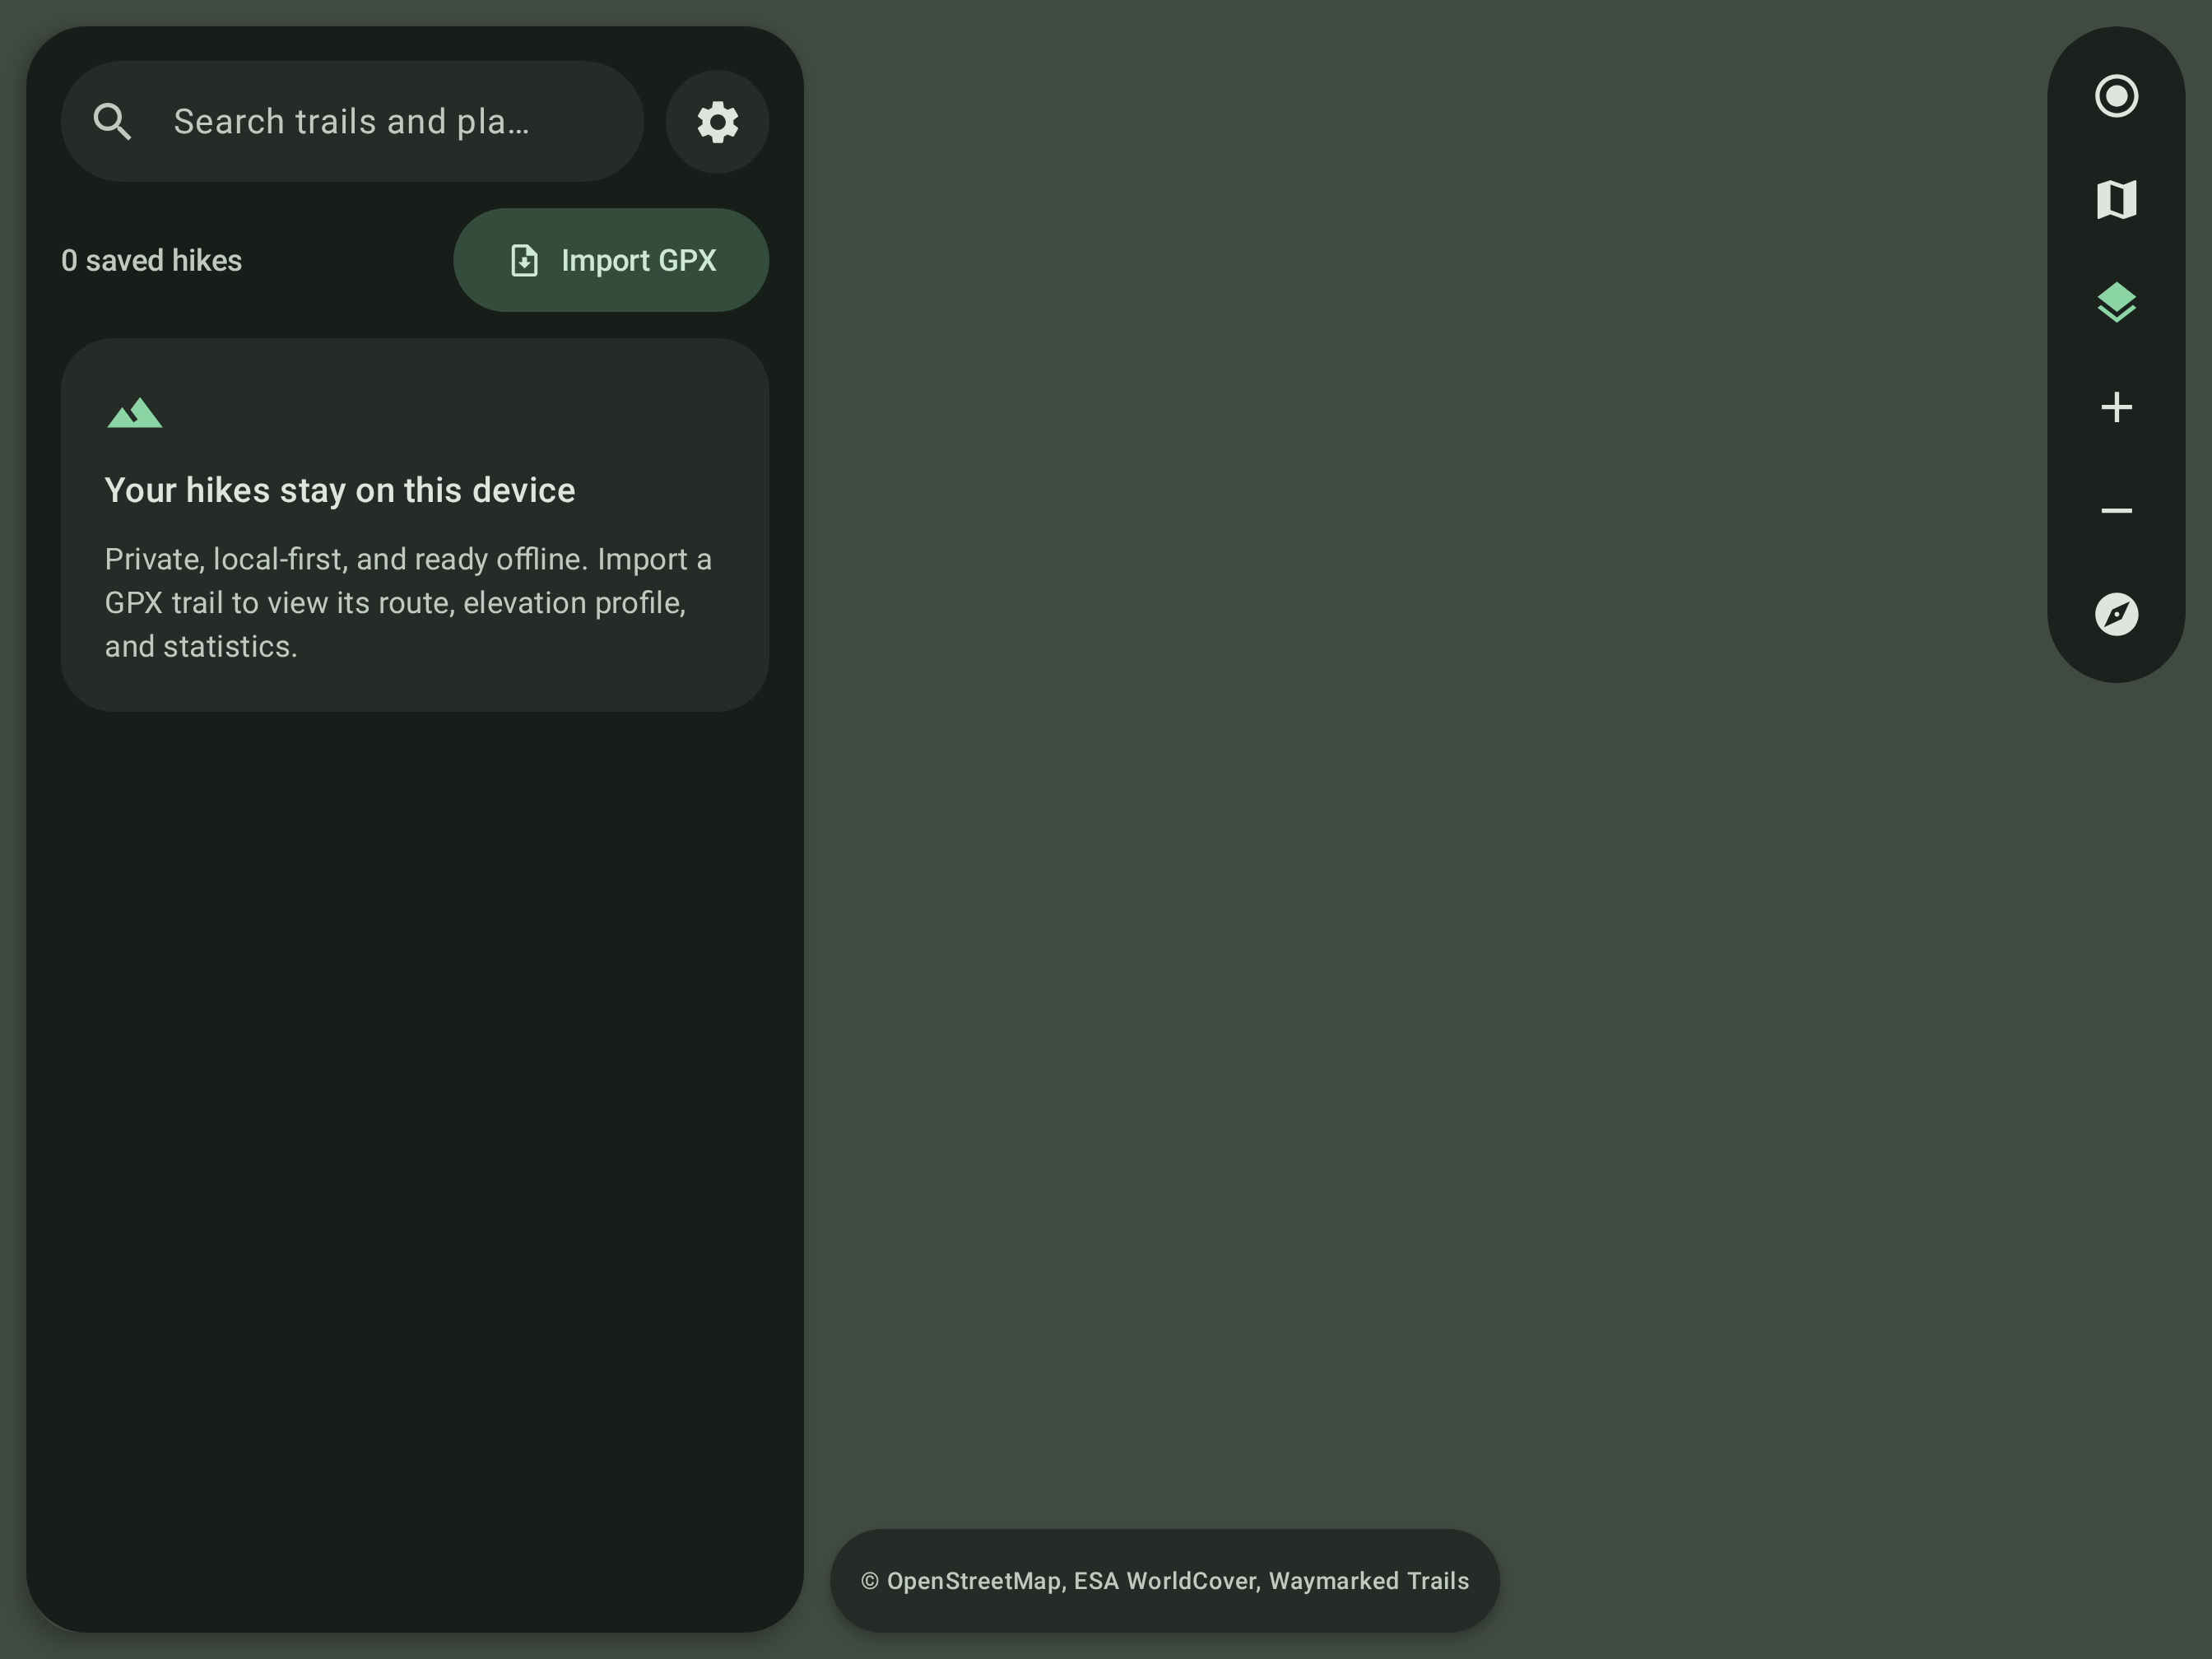 Search trails and pla…
0 saved hikes
Import GPX
Your hikes stay on this device
Private, local-first, and ready offline. Import a
GPX trail to view its route, elevation profile,
and statistics.
© OpenStreetMap, ESA WorldCover, Waymarked Trails